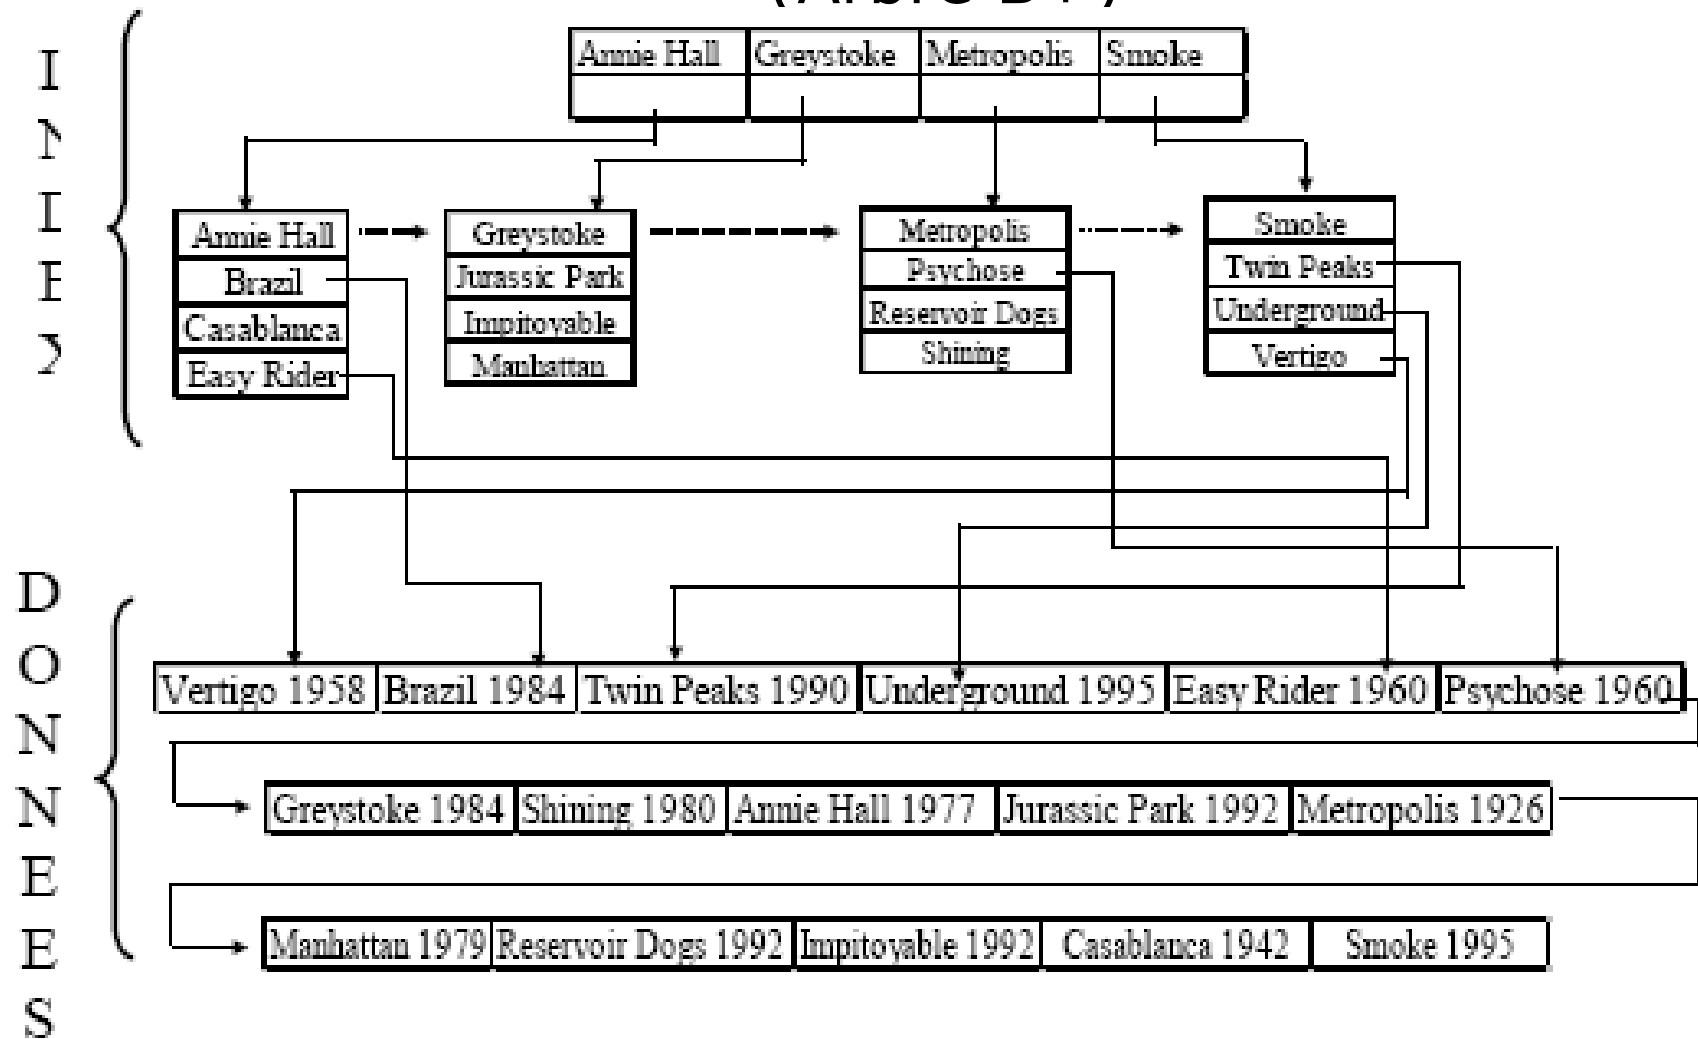 (Arbre B+)
Annie Hall Greystoke Metropolis Smoke
INDEX
Annie Hall
Brazil
Casablanca
Easy Rider
Greystoke
Jurassic Park
Impitoyable
Manhattan
Metropolis
Psychose
Reservoir Dogs
Shining
Smoke
Twin Peaks
Underground
Vertigo
DONNEES
Vertigo 1958 Brazil 1984 Twin Peaks 1990 Underground 1995 Easy Rider 1960 Psychose 1960
Greystoke 1984 Shining 1980 Annie Hall 1977 Jurassic Park 1992 Metropolis 1926
Manhattan 1979 Reservoir Dogs 1992 Impitoyable 1992 Casablanca 1942 Smoke 1995